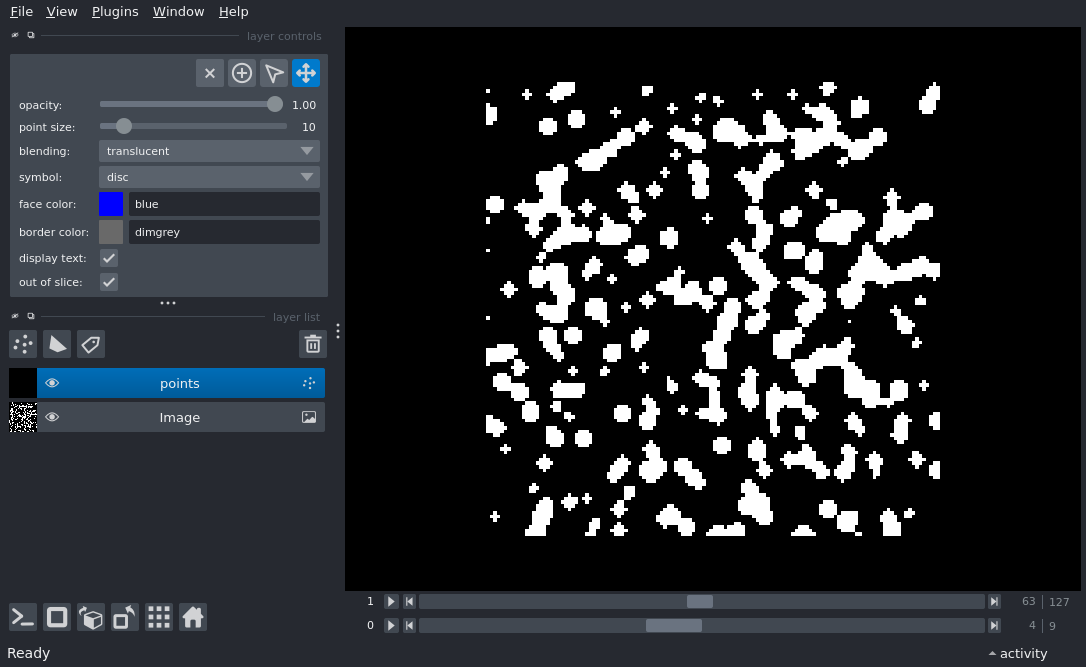 File View Plugins Window Help
layer controls
opacity: 1.00
point size: 10
blending: translucent
symbol: disc
face color: blue
border color: dimgrey
display text:
out of slice:
layer list
points
Image
1 63 | 127
0 4 | 9
Ready activity